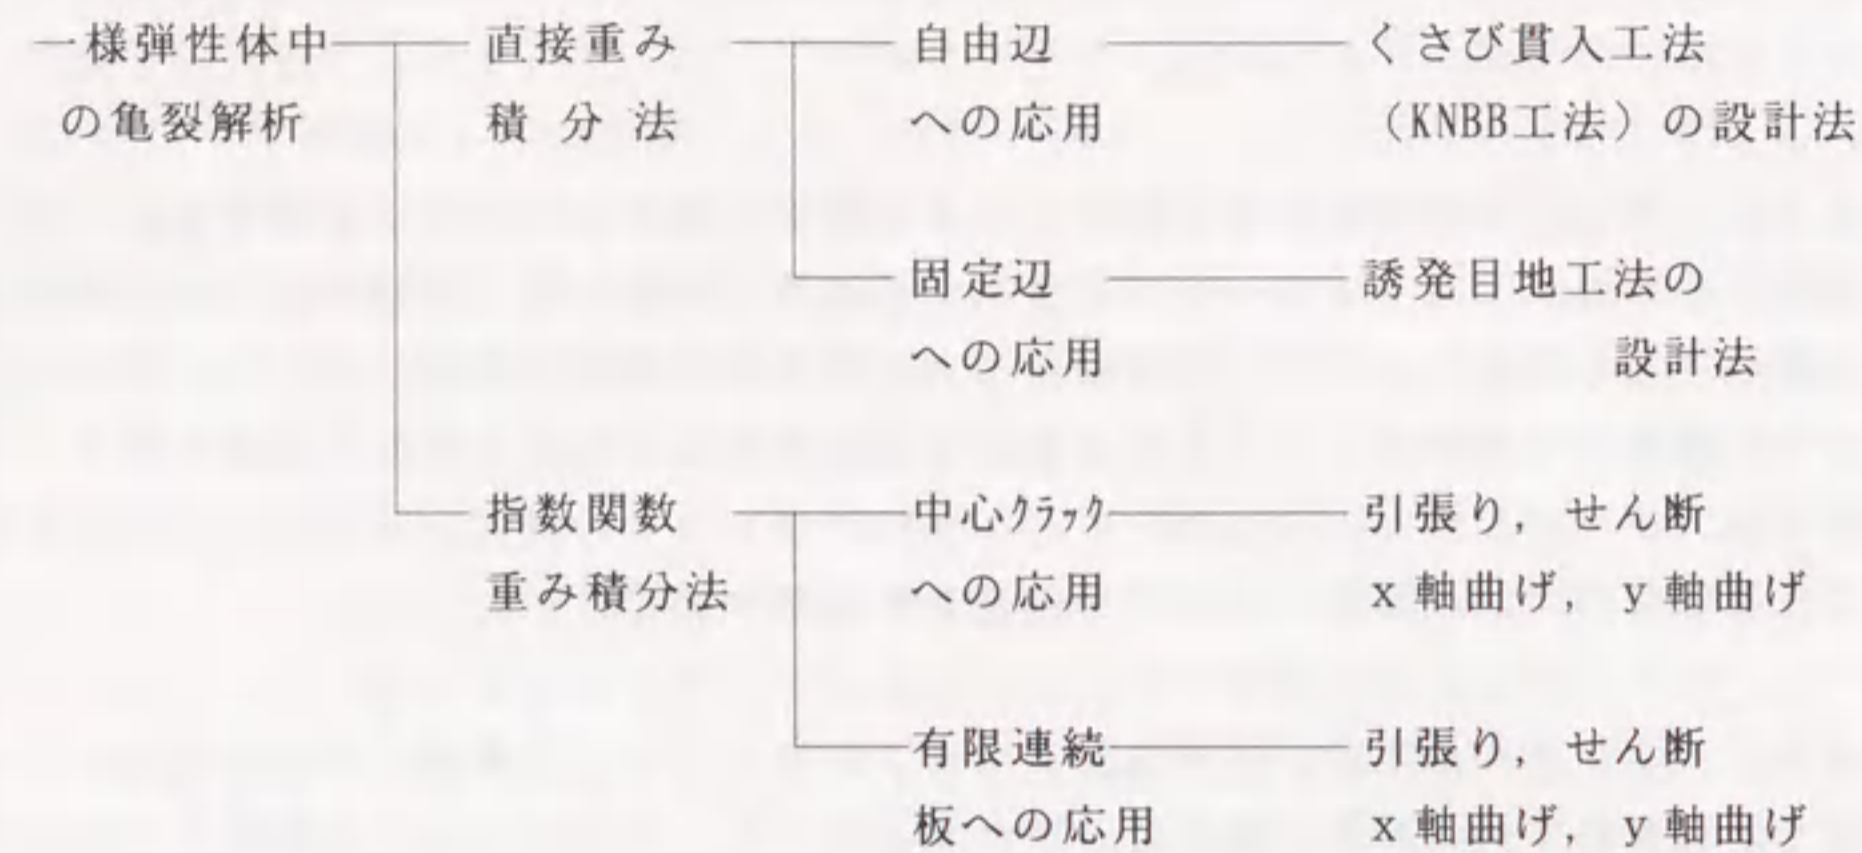 一様弾性体中 直接重み 自由辺 くさび貫入工法
の亀裂解析 積分法 への応用 （KNBB工法）の設計法
固定辺 誘発目地工法の
への応用 設計法
指数関数 中心クラック 引張り，せん断
重み積分法 への応用 x軸曲げ，y軸曲げ
有限連続 引張り，せん断
板への応用 x軸曲げ，y軸曲げ